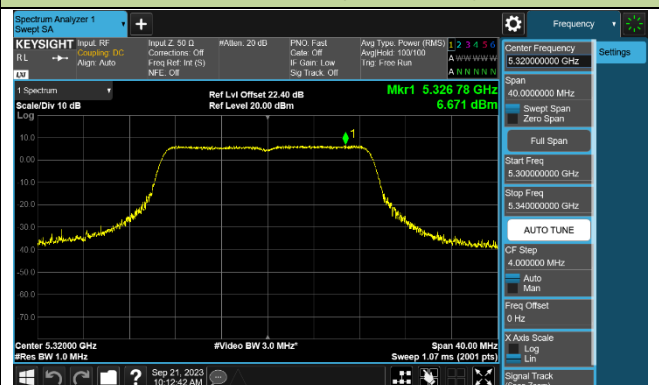 Spectrum Analyzer 1
Swept SA
Frequency
KEYSIGHT Input: RF Input Z: 50 Ω #Atten: 20 dB PNO: Fast Avg Type: Power (RMS) 1 2 3 4 5 6
RL Coupling: DC Corrections: Off Gate: Off Avg|Hold: 100/100 A W W W W W
Align: Auto Freq Ref: Int (S) IF Gain: Low Trig: Free Run
NFE: Off Sig Track: Off A N N N N N
LXI
1 Spectrum
Scale/Div 10 dB
Ref Lvl Offset 22.40 dB
Ref Level 20.00 dBm
Mkr1 5.326 78 GHz
6.671 dBm
Log
1
10.0
0.00
-10.0
-20.0
-30.0
-40.0
-50.0
-60.0
-70.0
Center 5.32000 GHz #Video BW 3.0 MHz* Span 40.00 MHz
#Res BW 1.0 MHz Sweep 1.07 ms (2001 pts)
Sep 21, 2023
10:12:42 AM
?
Center Frequency
5.320000000 GHz
Settings
Span
40.0000000 MHz
Swept Span
Zero Span
Full Span
Start Freq
5.300000000 GHz
Stop Freq
5.340000000 GHz
AUTO TUNE
CF Step
4.000000 MHz
Auto
Man
Freq Offset
0 Hz
X Axis Scale
Log
Lin
Signal Track
(Span Zoom)